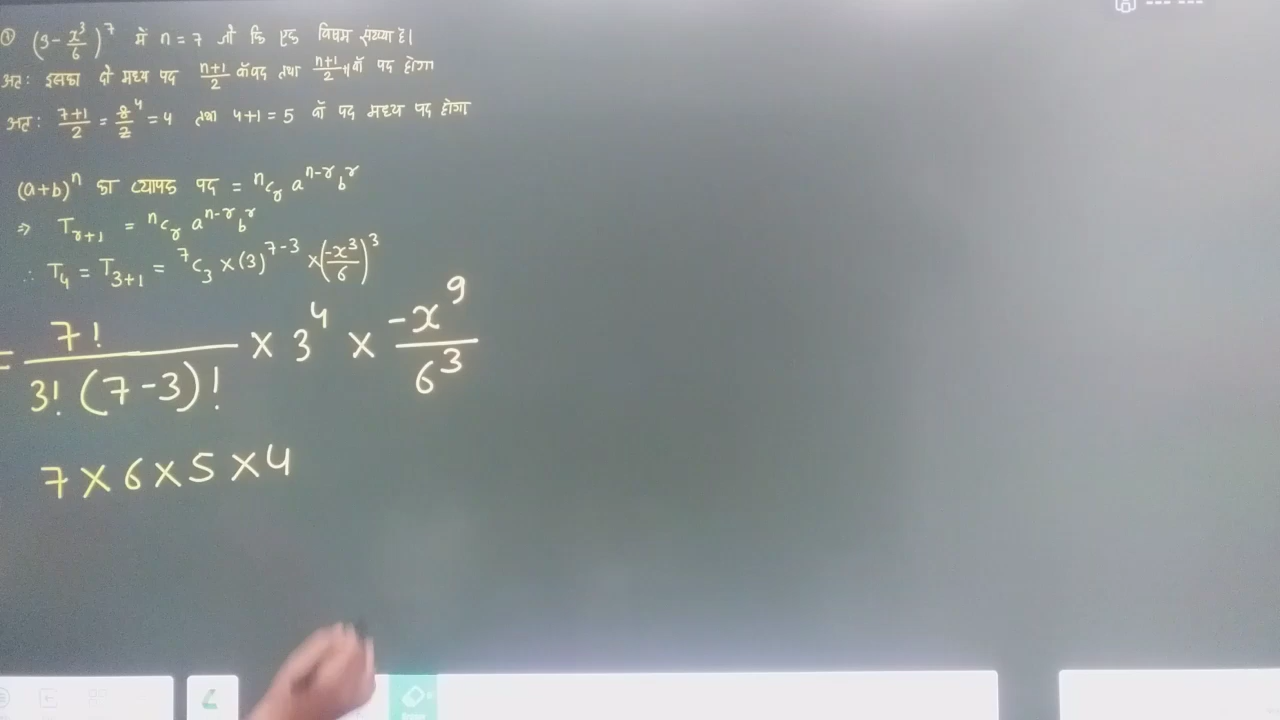 ① (3 - x³/6)⁷ में n = 7 जो कि एक विषम संख्या है।
अतः इसका दो मध्य पद n+1/2 वाँ पद तथा n+1/2 +1 वाँ पद होगा
अतः 7+1/2 = 8/2 ⁴ = 4 तथा 4+1 = 5 वाँ पद मध्य पद होगा
(a+b)ⁿ का व्यापक पद = ⁿCᵣ aⁿ⁻ʳ bʳ
⇒ Tᵣ₊₁ = ⁿCᵣ aⁿ⁻ʳ bʳ
∴ T₄ = T₃₊₁ = ⁷C₃ × (3)⁷⁻³ × (-x³/6)³
= 7!/3! (7-3)! × 3⁴ × -x⁹/6³
7 × 6 × 5 × 4